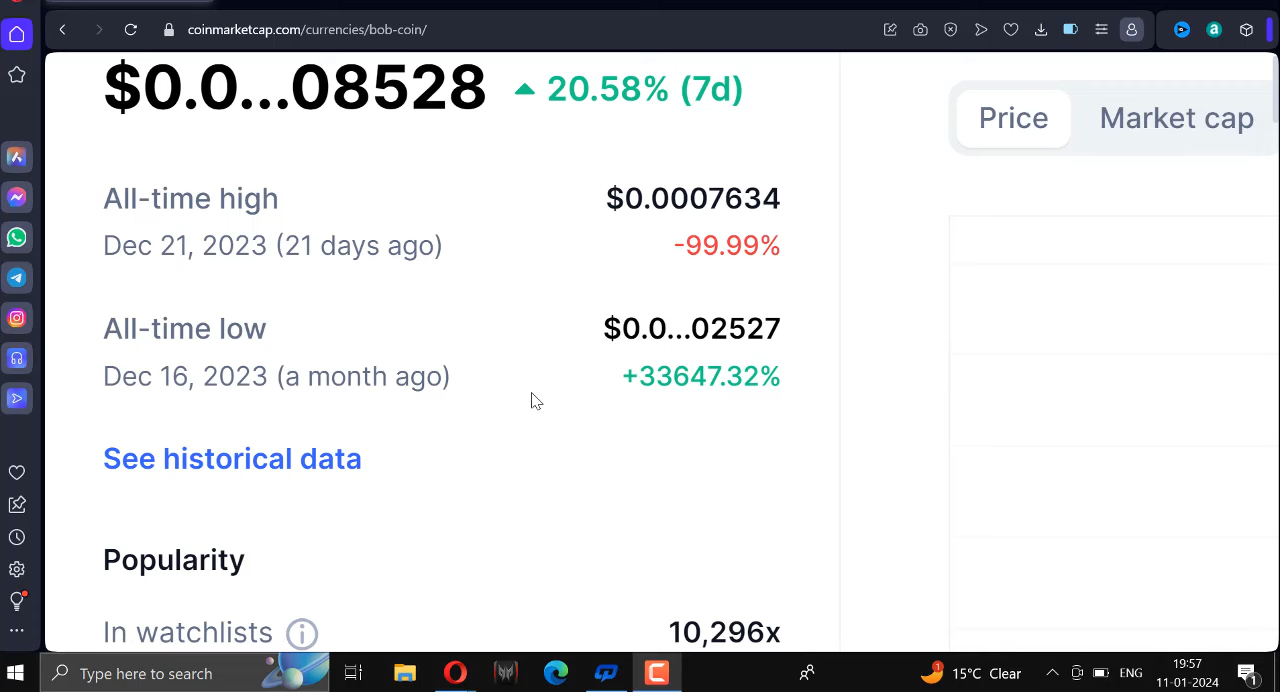 coinmarketcap.com/currencies/bob-coin/
$0.0...08528 20.58% (7d)
Price Market cap
All-time high $0.0007634
Dec 21, 2023 (21 days ago) -99.99%
All-time low $0.0...02527
Dec 16, 2023 (a month ago) +33647.32%
See historical data
Popularity
In watchlists 10,296x
Type here to search
1
15°C Clear
ENG
19:57
11-01-2024
1